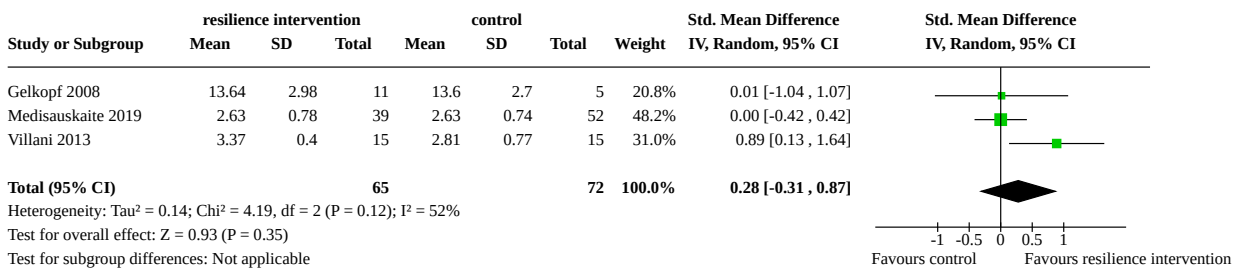 resilience intervention control Std. Mean Difference Std. Mean Difference
Study or Subgroup Mean SD Total Mean SD Total Weight IV, Random, 95% CI IV, Random, 95% CI
Gelkopf 2008 13.64 2.98 11 13.6 2.7 5 20.8% 0.01 [-1.04 , 1.07]
Medisauskaite 2019 2.63 0.78 39 2.63 0.74 52 48.2% 0.00 [-0.42 , 0.42]
Villani 2013 3.37 0.4 15 2.81 0.77 15 31.0% 0.89 [0.13 , 1.64]
Total (95% CI) 65 72 100.0% 0.28 [-0.31 , 0.87]
Heterogeneity: Tau² = 0.14; Chi² = 4.19, df = 2 (P = 0.12); I² = 52%
Test for overall effect: Z = 0.93 (P = 0.35) -1 -0.5 0 0.5 1
Test for subgroup differences: Not applicable Favours control Favours resilience intervention